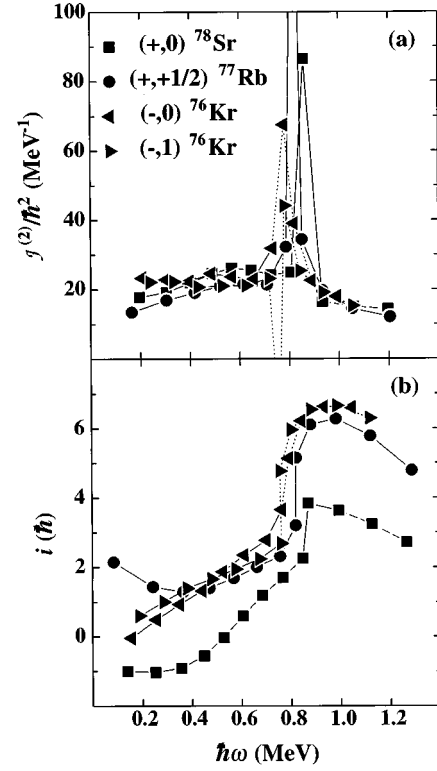 100
(a)
(+,0) ⁷⁸Sr
(+,+1/2) ⁷⁷Rb
80
(-,0) ⁷⁶Kr
(-,1) ⁷⁶Kr
60
40
20
𝒥⁽²⁾/ℏ² (MeV⁻¹)
(b)
6
4
2
0
i (ℏ)
0.2 0.4 0.6 0.8 1.0 1.2
ℏω (MeV)